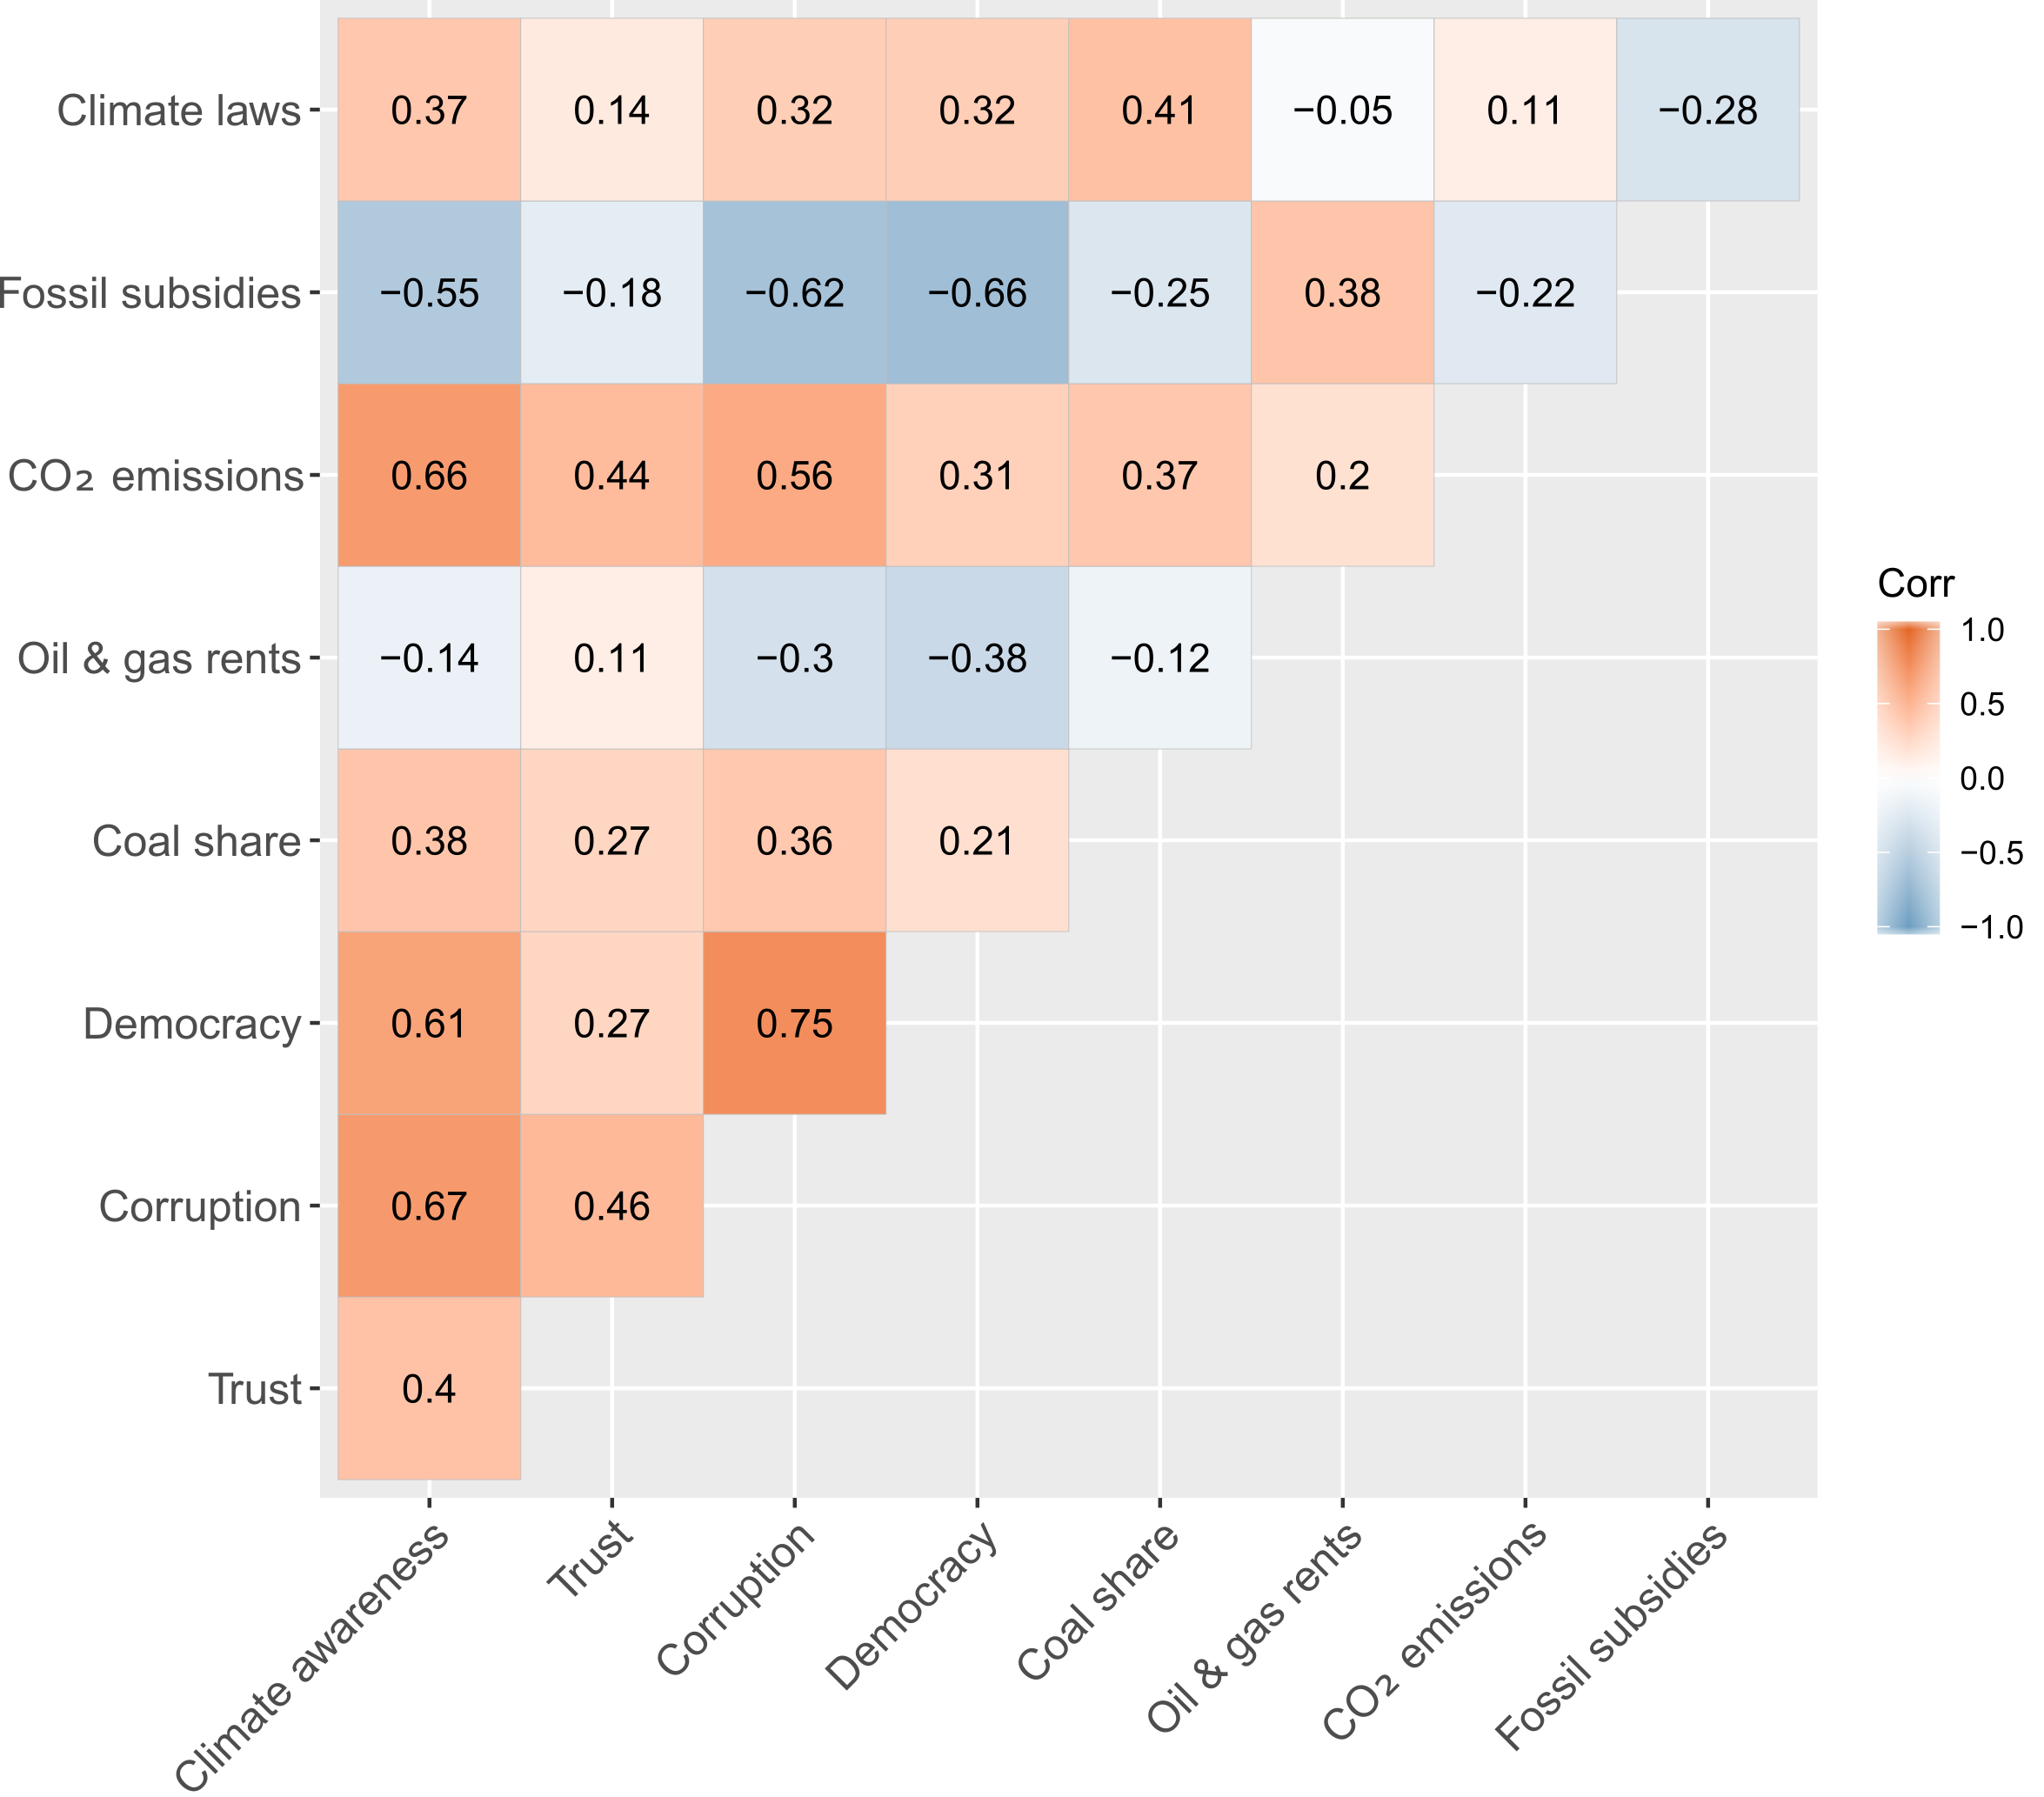 Climate laws 0.37 0.14 0.32 0.32 0.41 −0.05 0.11 −0.28
Fossil subsidies −0.55 −0.18 −0.62 −0.66 −0.25 0.38 −0.22
CO₂ emissions 0.66 0.44 0.56 0.31 0.37 0.2
Oil & gas rents −0.14 0.11 −0.3 −0.38 −0.12
Coal share 0.38 0.27 0.36 0.21
Democracy 0.61 0.27 0.75
Corruption 0.67 0.46
Trust 0.4
Climate awareness
Trust
Corruption
Democracy
Coal share
Oil & gas rents
CO₂ emissions
Fossil subsidies
Corr
1.0
0.5
0.0
−0.5
−1.0